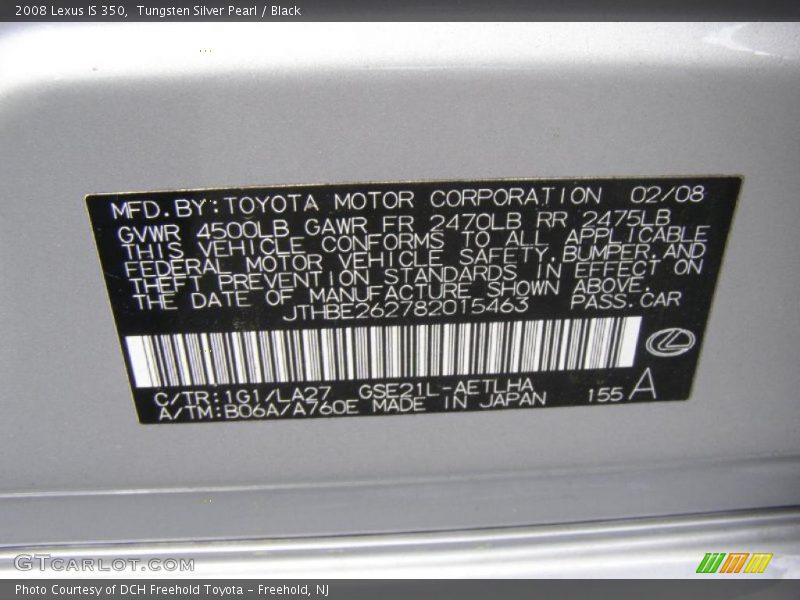 2008 Lexus IS 350,  Tungsten Silver Pearl / Black
MFD. BY: TOYOTA MOTOR CORPORATION 02/08
GVWR 4500LB GAWR FR 2470LB RR 2475LB
THIS VEHICLE CONFORMS TO ALL APPLICABLE
FEDERAL MOTOR VEHICLE SAFETY, BUMPER, AND
THEFT PREVENTION STANDARDS IN EFFECT ON
THE DATE OF MANUFACTURE SHOWN ABOVE.
JTHBE262782015463 PASS. CAR
C/TR: 1G1/LA27 GSE21L-AETLHA
A/TM: B06A/A760E MADE IN JAPAN 155 A
GTCARLOT.COM
Photo Courtesy of DCH Freehold Toyota - Freehold, NJ